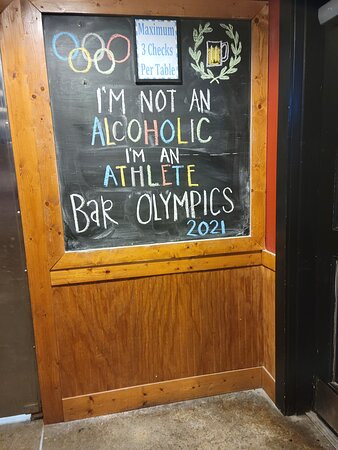 Maximum
3 Checks
Per Table
I'M NOT AN
ALCOHOLIC
I'M AN
ATHLETE
BAR OLYMPICS
2021